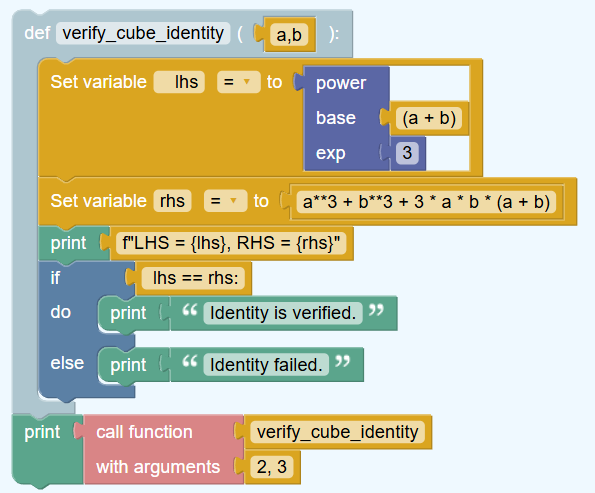 def verify_cube_identity ( a,b ):
Set variable lhs = to power
base (a + b)
exp 3
Set variable rhs = to a**3 + b**3 + 3 * a * b * (a + b)
print f"LHS = {lhs}, RHS = {rhs}"
if lhs == rhs:
do print “ Identity is verified. ”
else print “ Identity failed. ”
print call function verify_cube_identity
with arguments 2, 3